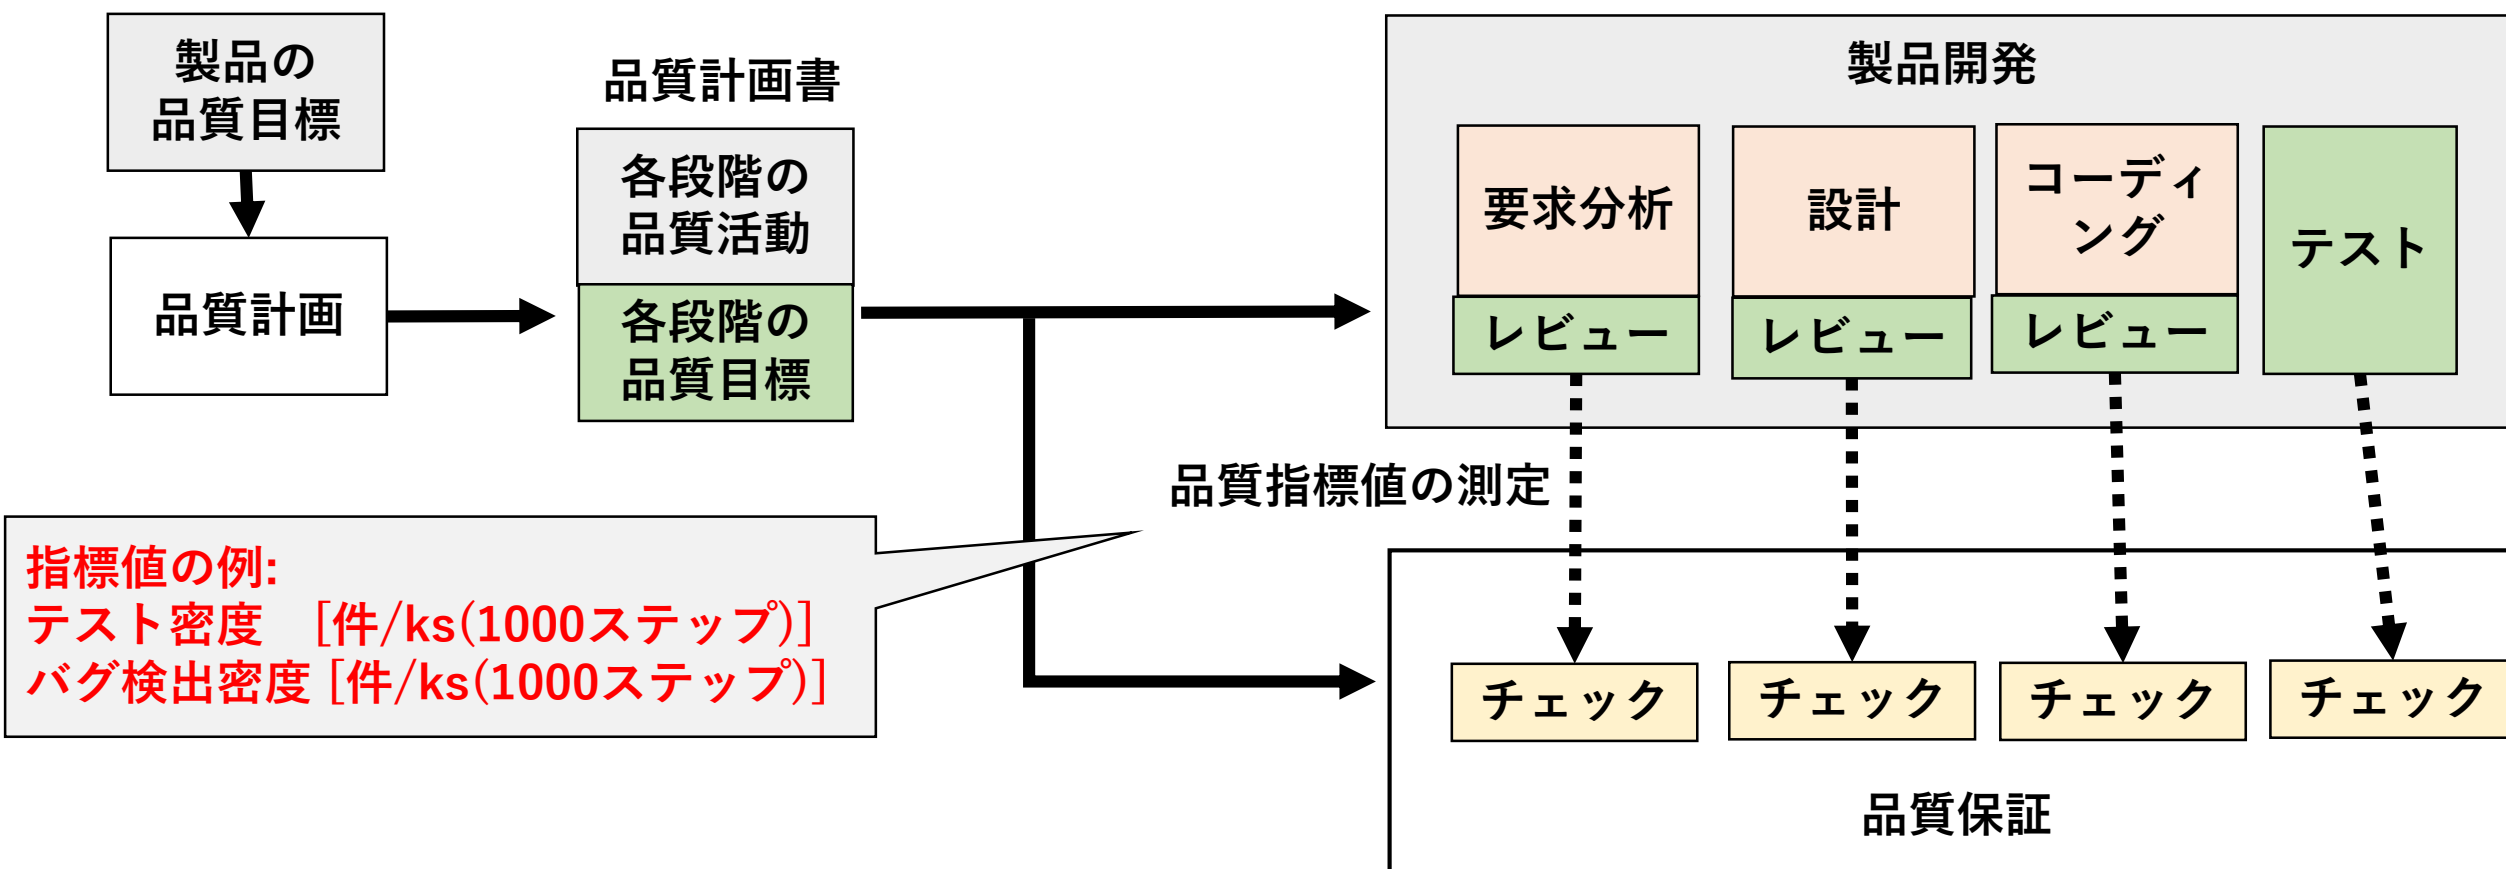 製品の
品質目標
品質計画
品質計画書
各段階の
品質活動
各段階の
品質目標
製品開発
要求分析
レビュー
設計
レビュー
コーディ
ング
レビュー
テスト
品質指標値の測定
指標値の例:
テスト密度　[件/ks(1000ステップ)]
バグ検出密度 [件/ks(1000ステップ)]
チェック
チェック
チェック
チェック
品質保証